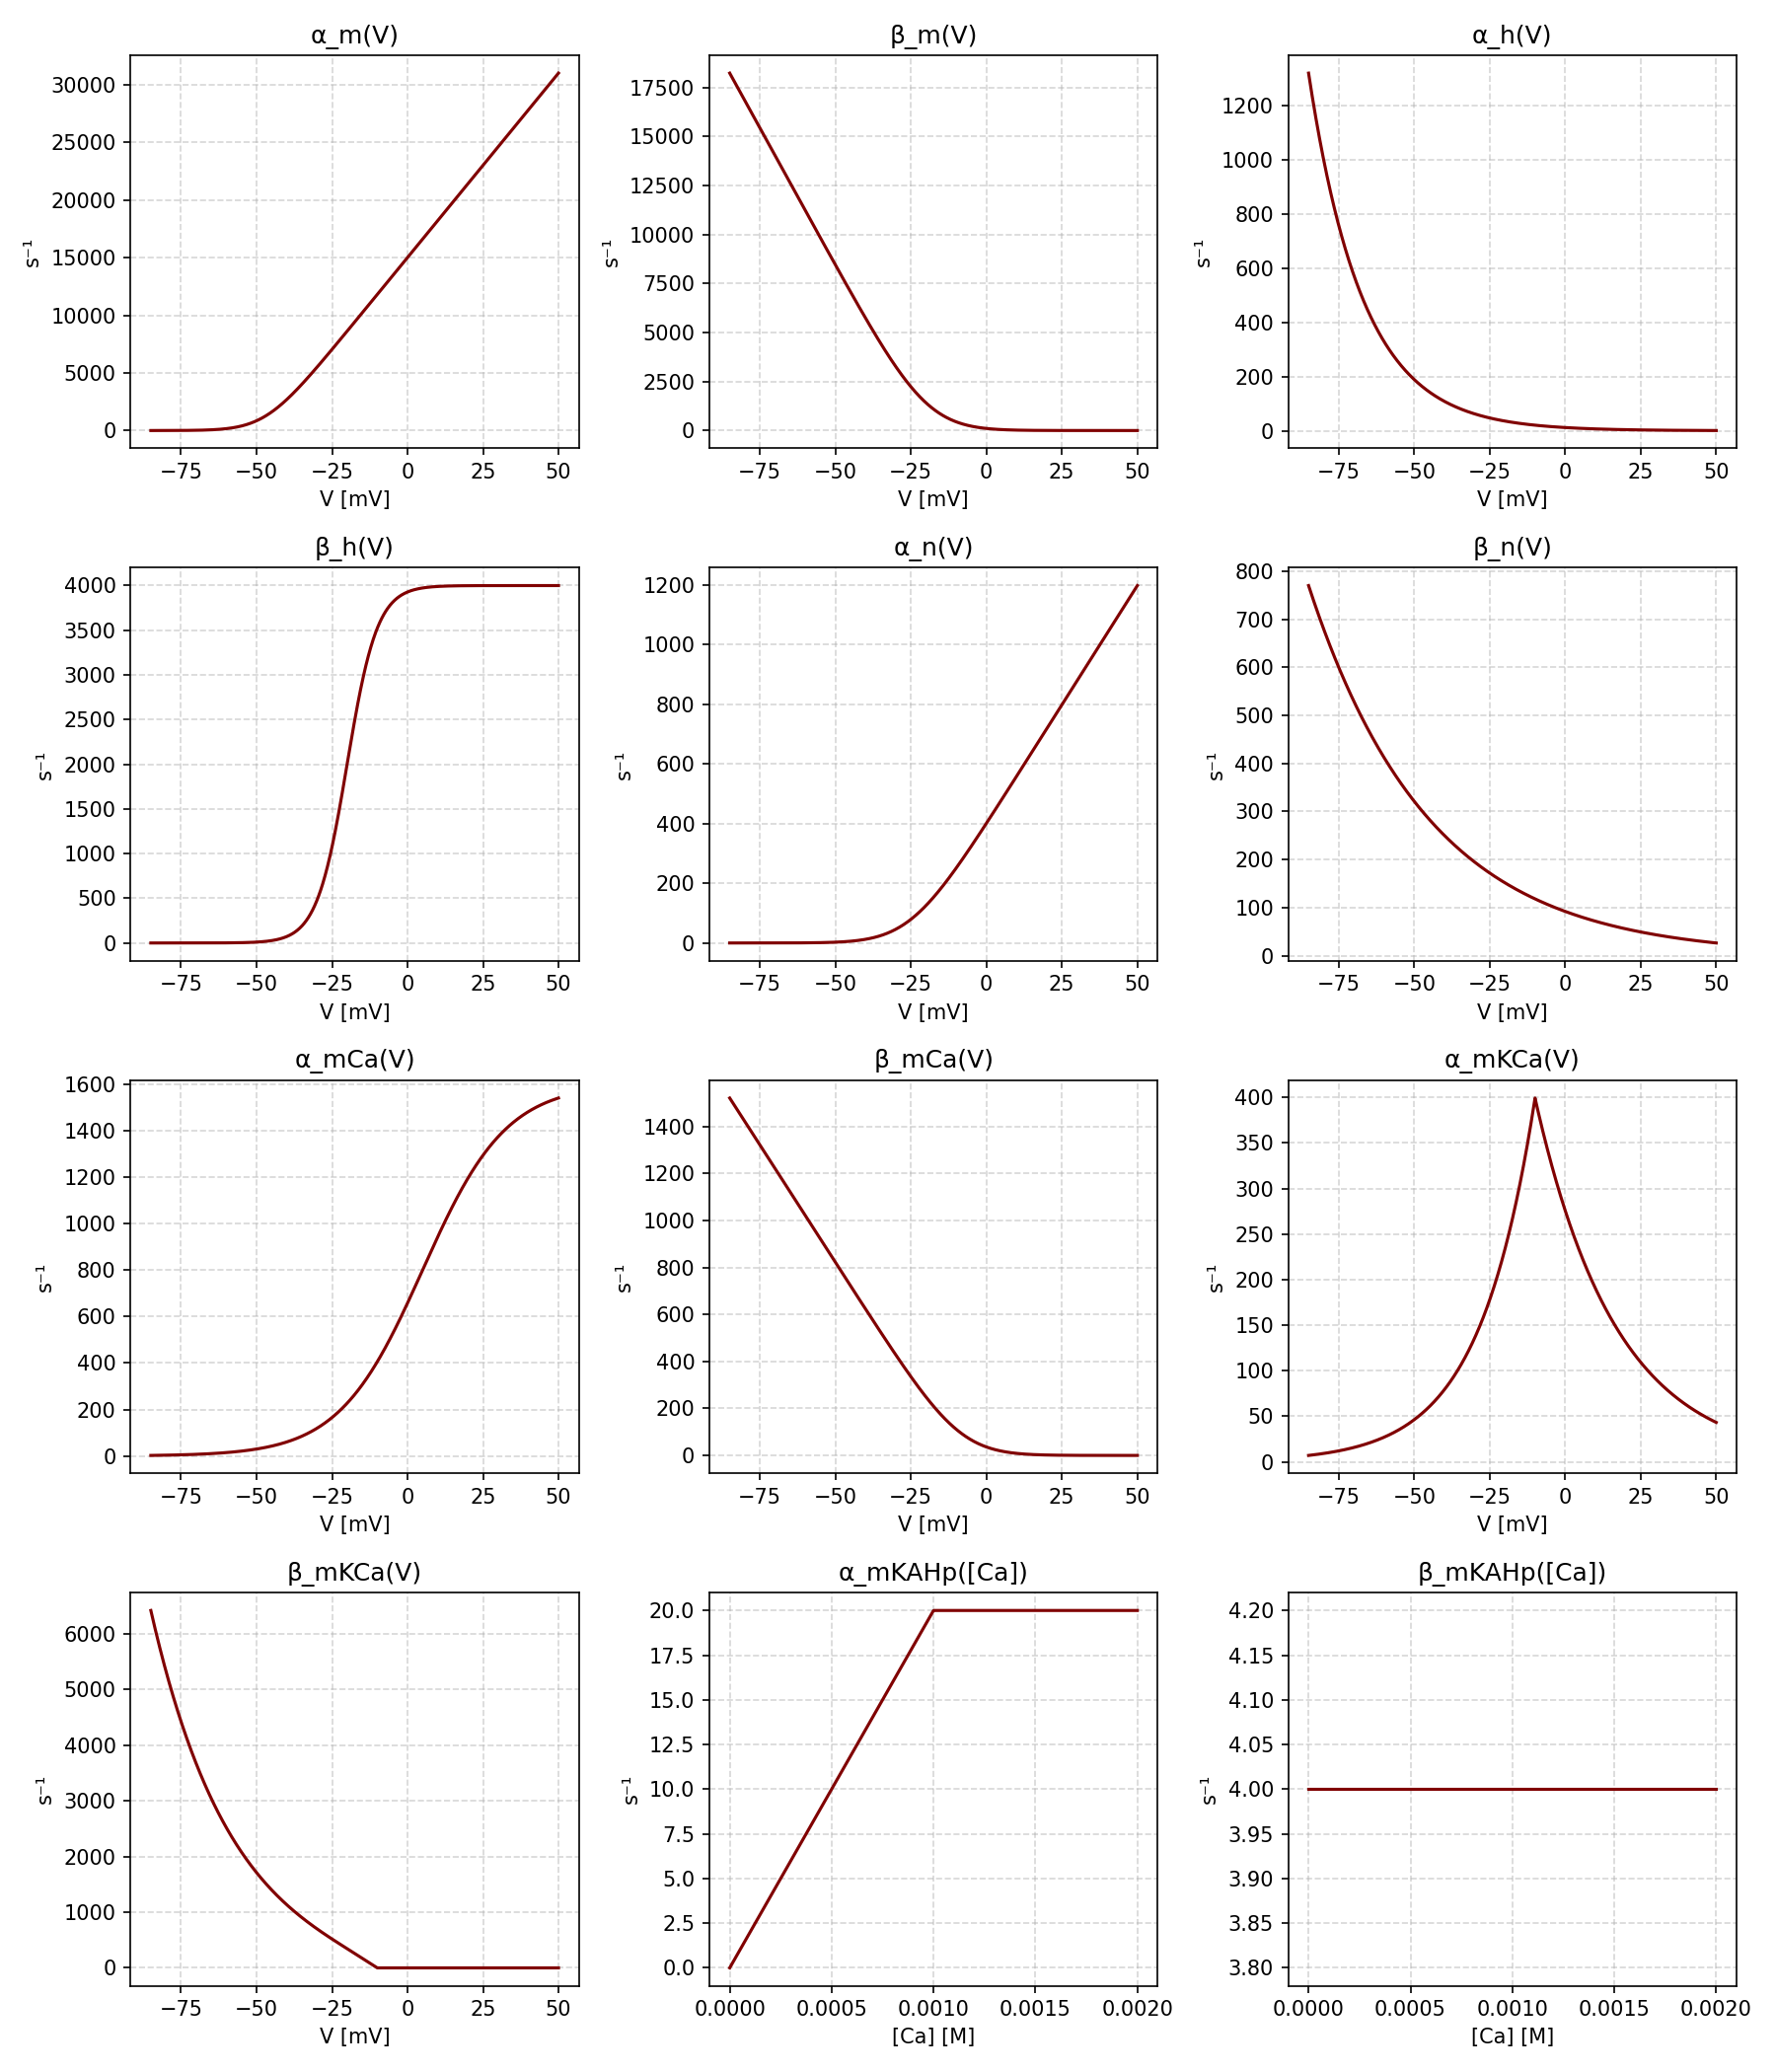 α_m(V)
30000
25000
20000
15000
10000
5000
0
s⁻¹
−75 −50 −25 0 25 50
V [mV]
β_m(V)
17500
15000
12500
10000
7500
5000
2500
0
s⁻¹
−75 −50 −25 0 25 50
V [mV]
α_h(V)
1200
1000
800
600
400
200
0
s⁻¹
−75 −50 −25 0 25 50
V [mV]
β_h(V)
4000
3500
3000
2500
2000
1500
1000
500
0
s⁻¹
−75 −50 −25 0 25 50
V [mV]
α_n(V)
1200
1000
800
600
400
200
0
s⁻¹
−75 −50 −25 0 25 50
V [mV]
β_n(V)
800
700
600
500
400
300
200
100
0
s⁻¹
−75 −50 −25 0 25 50
V [mV]
α_mCa(V)
1600
1400
1200
1000
800
600
400
200
0
s⁻¹
−75 −50 −25 0 25 50
V [mV]
β_mCa(V)
1400
1200
1000
800
600
400
200
0
s⁻¹
−75 −50 −25 0 25 50
V [mV]
α_mKCa(V)
400
350
300
250
200
150
100
50
0
s⁻¹
−75 −50 −25 0 25 50
V [mV]
β_mKCa(V)
6000
5000
4000
3000
2000
1000
0
s⁻¹
−75 −50 −25 0 25 50
V [mV]
α_mKAHp([Ca])
20.0
17.5
15.0
12.5
10.0
7.5
5.0
2.5
0.0
s⁻¹
0.0000 0.0005 0.0010 0.0015 0.0020
[Ca] [M]
β_mKAHp([Ca])
4.20
4.15
4.10
4.05
4.00
3.95
3.90
3.85
3.80
s⁻¹
0.0000 0.0005 0.0010 0.0015 0.0020
[Ca] [M]